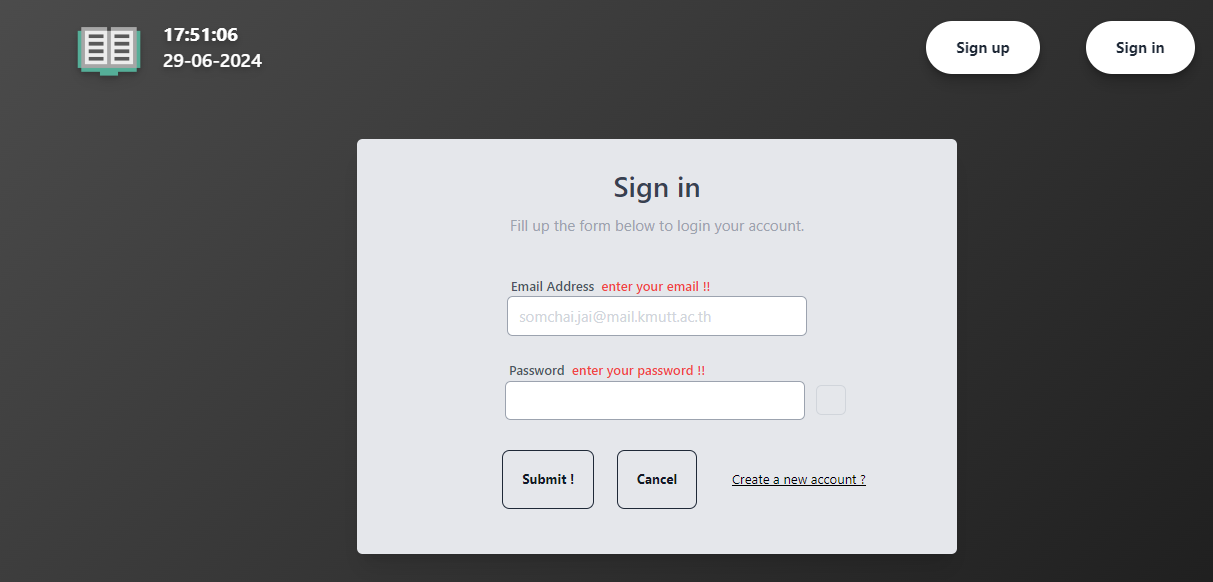 17:51:06
29-06-2024
Sign up
Sign in
Sign in
Fill up the form below to login your account.
Email Address enter your email !!
somchai.jai@mail.kmutt.ac.th
Password enter your password !!
Submit !
Cancel
Create a new account ?